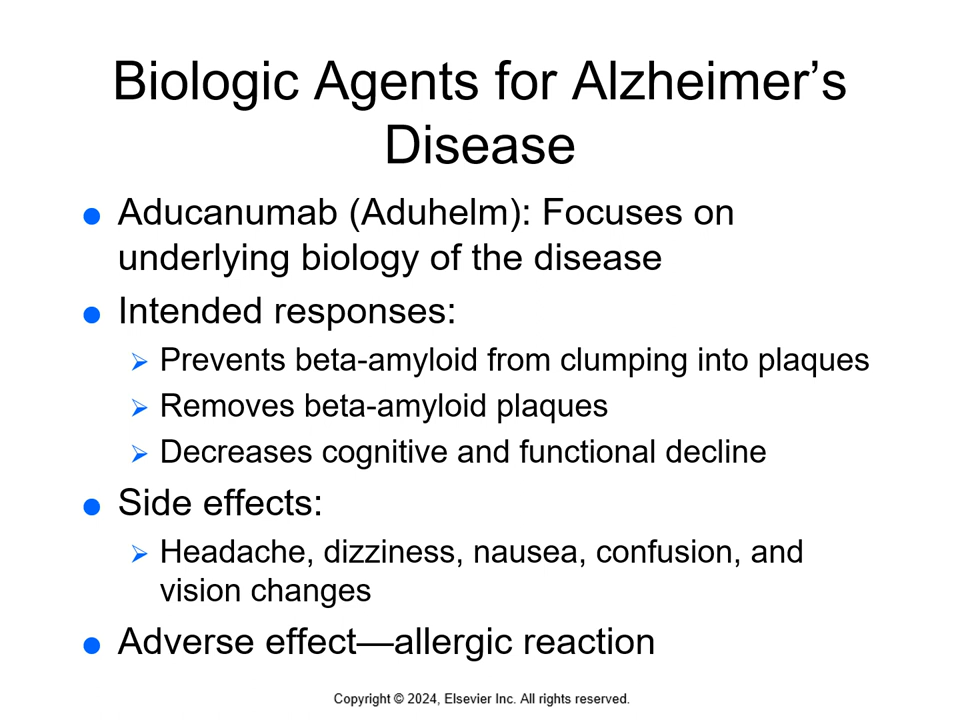 Biologic Agents for Alzheimer’s
Disease
Aducanumab (Aduhelm): Focuses on
underlying biology of the disease
Intended responses:
Prevents beta-amyloid from clumping into plaques
Removes beta-amyloid plaques
Decreases cognitive and functional decline
Side effects:
Headache, dizziness, nausea, confusion, and
vision changes
Adverse effect—allergic reaction
Copyright © 2024, Elsevier Inc. All rights reserved.